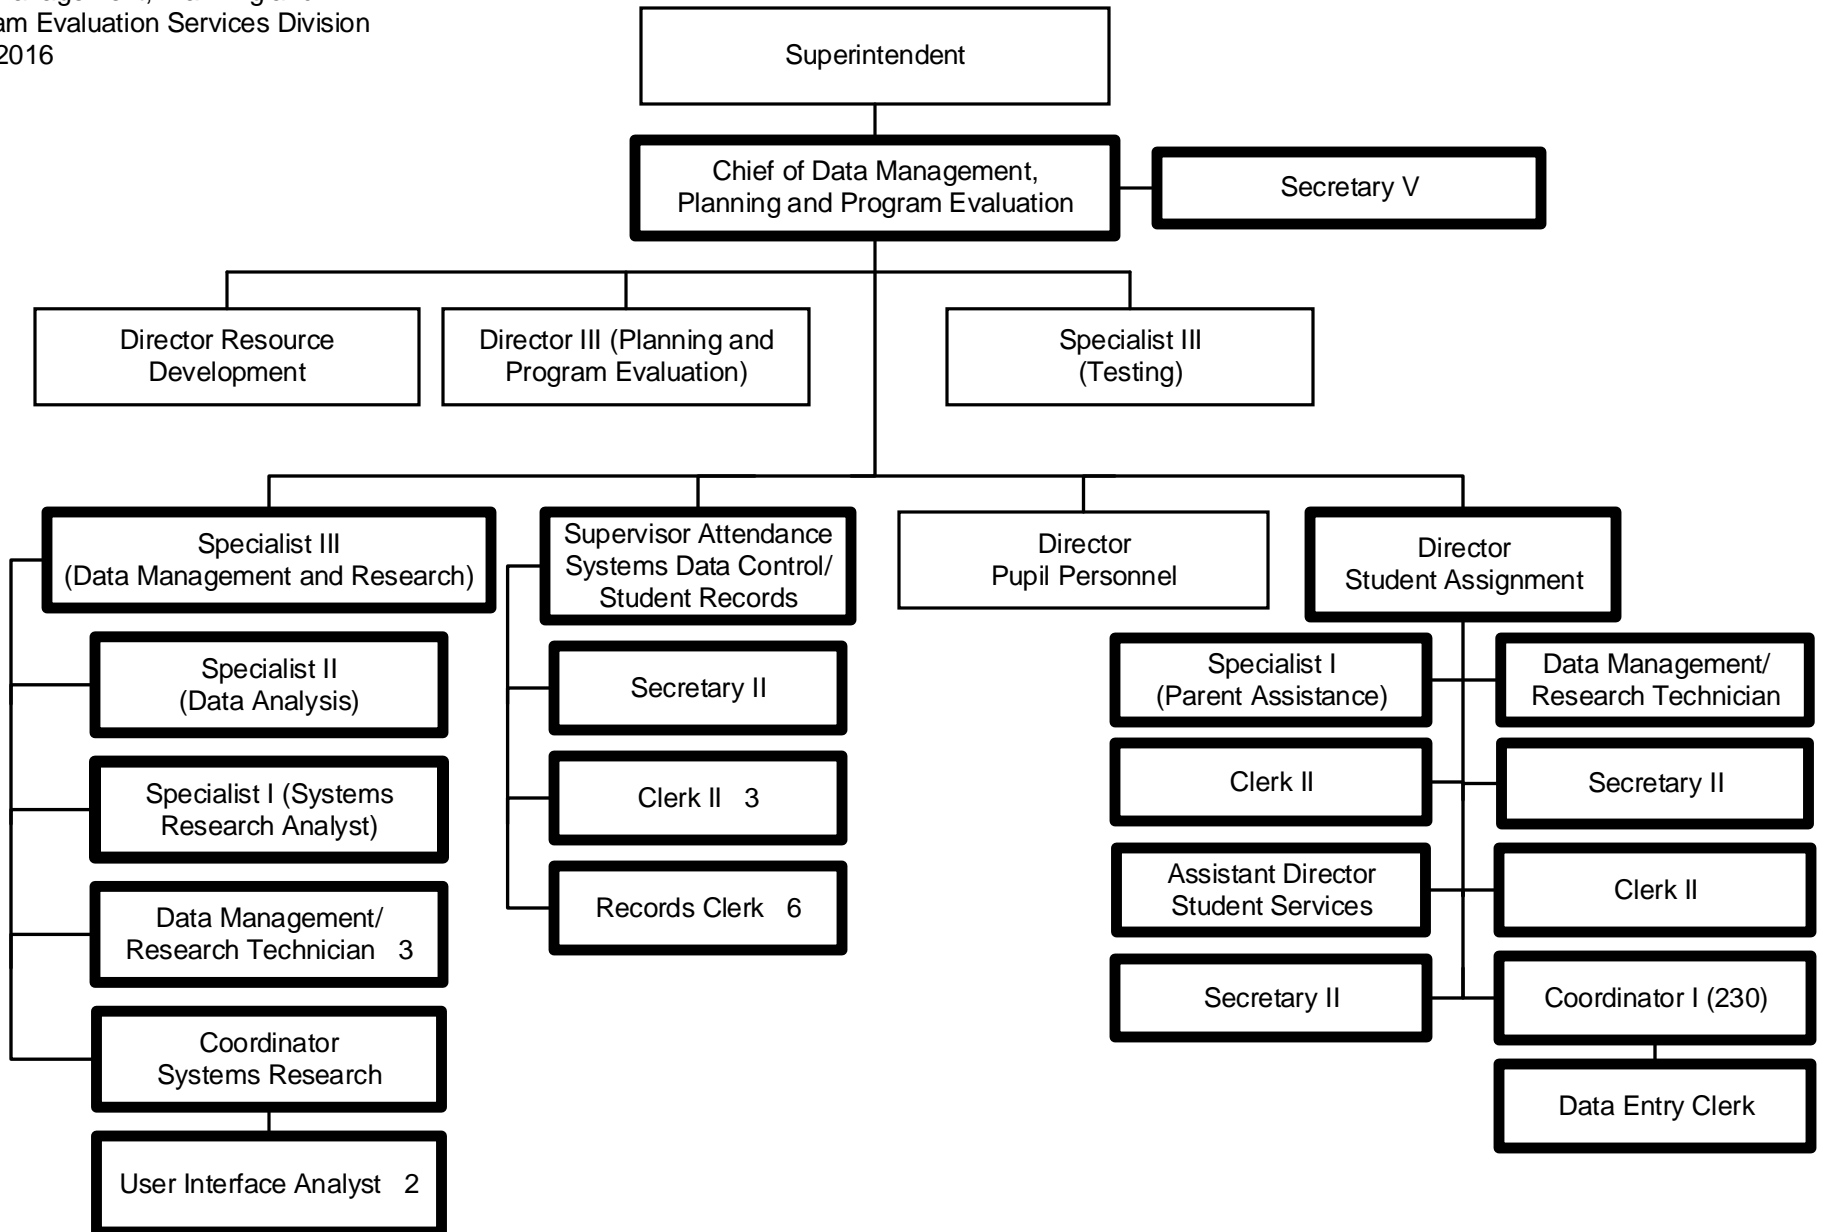 am Evaluation Services Division
2016
Superintendent
Chief of Data Management,
Planning and Program Evaluation
Secretary V
Director Resource
Development
Director III (Planning and
Program Evaluation)
Specialist III
(Testing)
Specialist III
(Data Management and Research)
Supervisor Attendance
Systems Data Control/
Student Records
Director
Pupil Personnel
Director
Student Assignment
Specialist II
(Data Analysis)
Specialist I (Systems
Research Analyst)
Data Management/
Research Technician 3
Coordinator
Systems Research
User Interface Analyst 2
Secretary II
Clerk II 3
Records Clerk 6
Specialist I
(Parent Assistance)
Data Management/
Research Technician
Clerk II
Secretary II
Assistant Director
Student Services
Clerk II
Secretary II
Coordinator I (230)
Data Entry Clerk